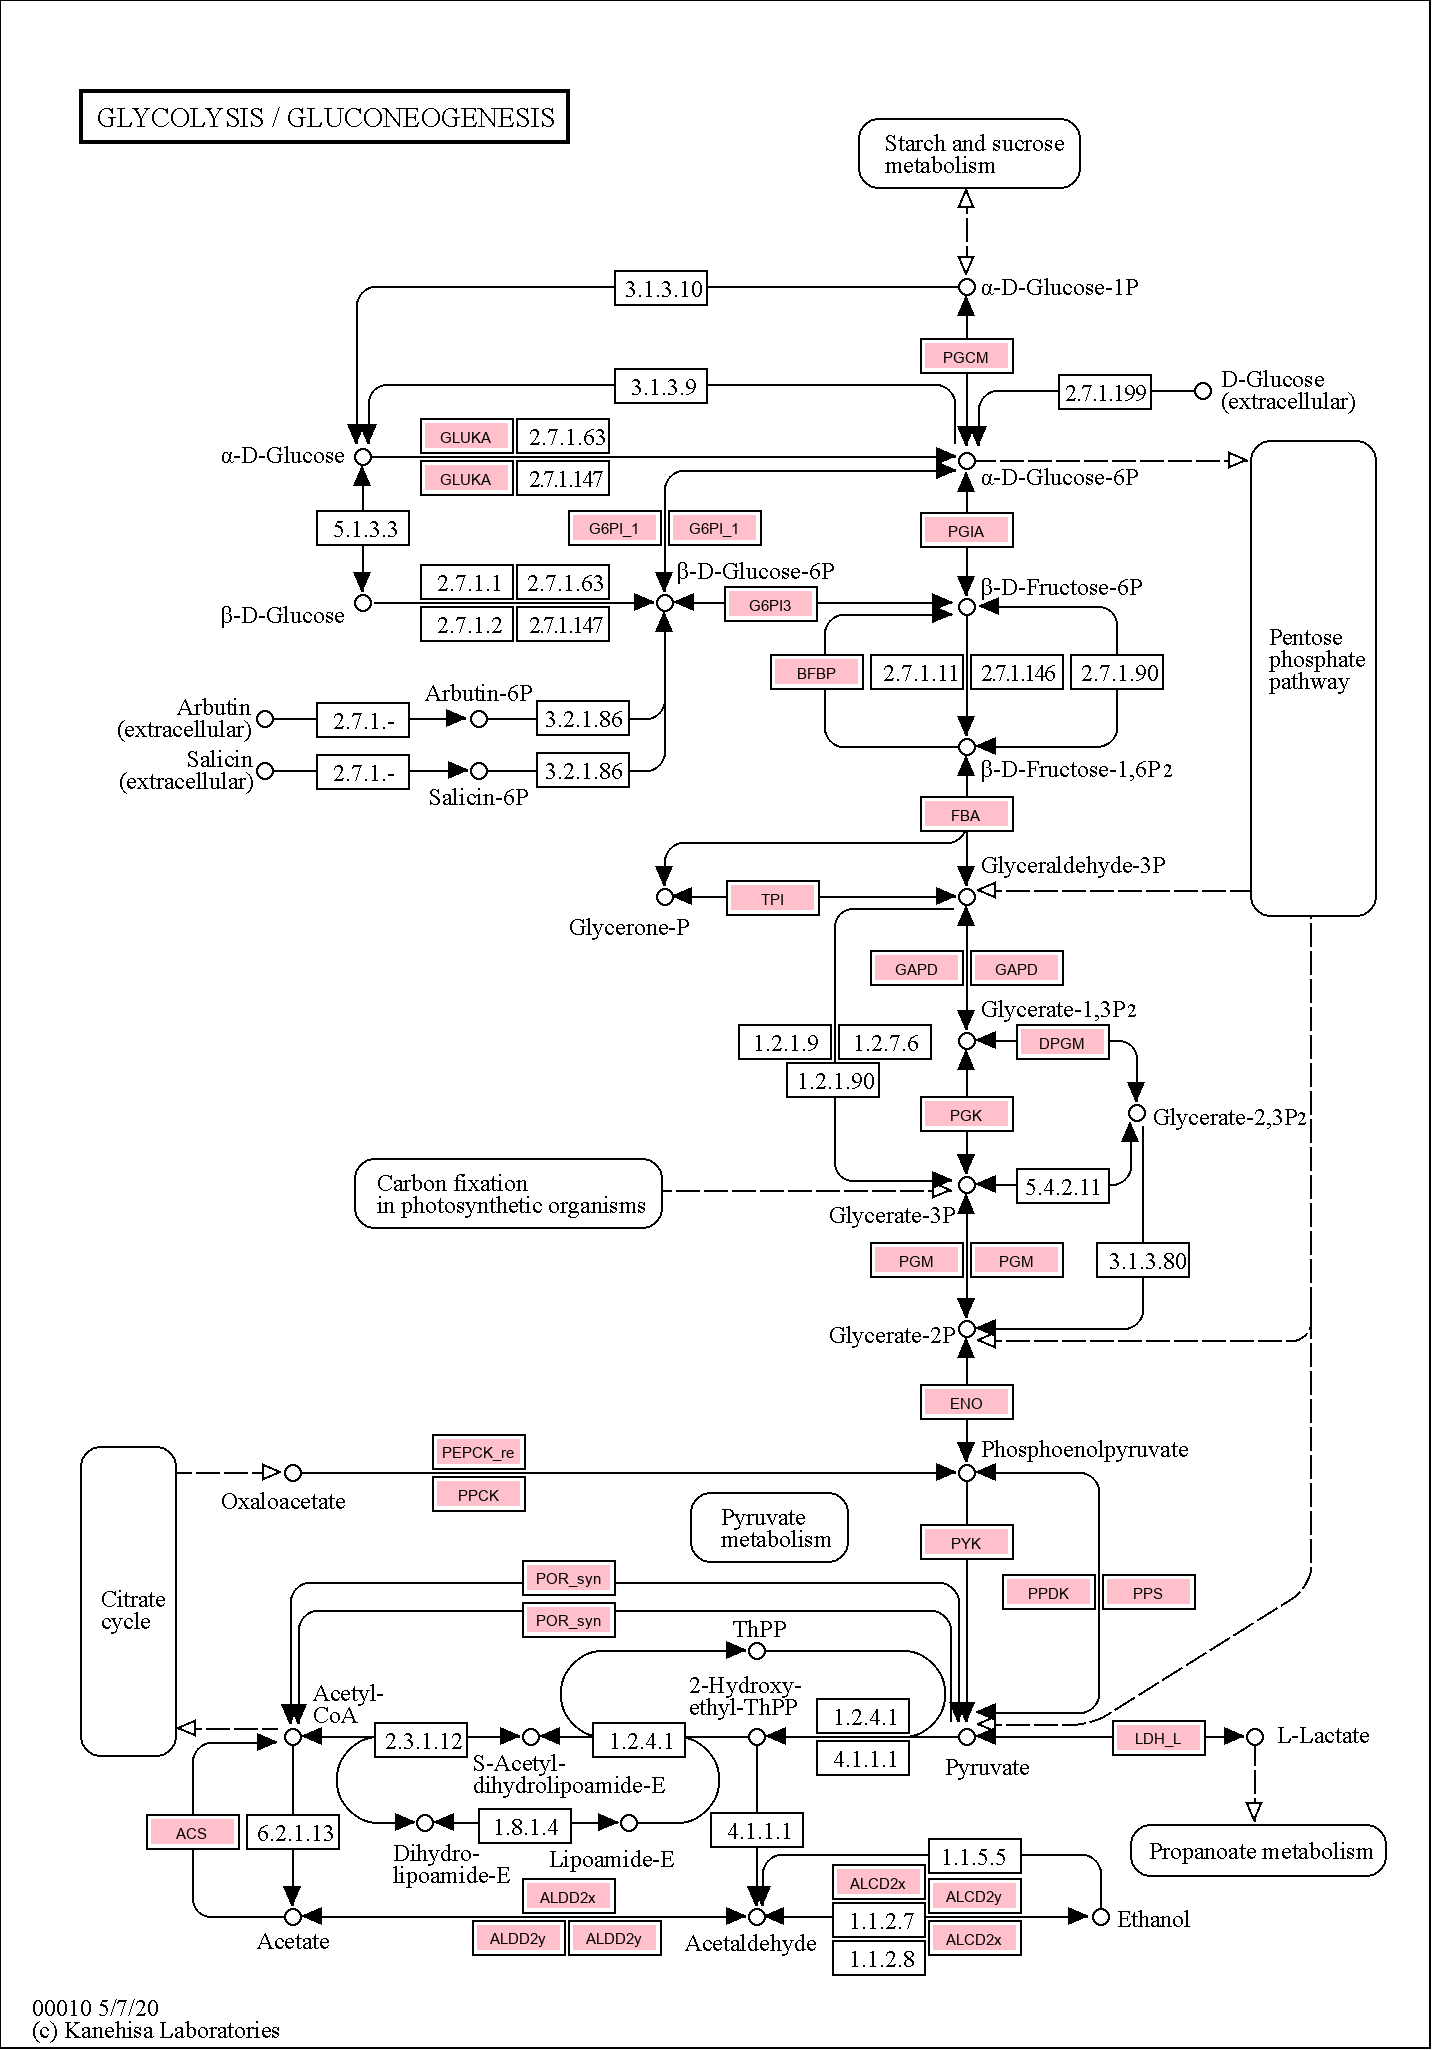 GLYCOLYSIS / GLUCONEOGENESIS
Starch and sucrose
metabolism
3.1.3.10
α-D-Glucose-1P
PGCM
3.1.3.9
2.7.1.199
D-Glucose
(extracellular)
GLUKA
2.7.1.63
α-D-Glucose
GLUKA
2.7.1.147
α-D-Glucose-6P
5.1.3.3
G6PI_1
G6PI_1
PGIA
β-D-Glucose-6P
2.7.1.1
2.7.1.63
β-D-Fructose-6P
β-D-Glucose
2.7.1.2
2.7.1.147
G6PI3
Pentose
phosphate
pathway
BFBP
2.7.1.11
2.7.1.146
2.7.1.90
Arbutin
(extracellular)
2.7.1.-
Arbutin-6P
3.2.1.86
Salicin
(extracellular)
2.7.1.-
Salicin-6P
3.2.1.86
β-D-Fructose-1,6P2
FBA
Glyceraldehyde-3P
TPI
Glycerone-P
GAPD
GAPD
Glycerate-1,3P2
1.2.1.9
1.2.7.6
DPGM
1.2.1.90
PGK
Glycerate-2,3P2
Carbon fixation
in photosynthetic organisms
5.4.2.11
Glycerate-3P
PGM
PGM
3.1.3.80
Glycerate-2P
ENO
PEPCK_re
Phosphoenolpyruvate
Oxaloacetate
PPCK
Pyruvate
metabolism
PYK
Citrate
cycle
POR_syn
PPDK
PPS
POR_syn
ThPP
Acetyl-
CoA
2-Hydroxy-
ethyl-ThPP
1.2.4.1
2.3.1.12
1.2.4.1
4.1.1.1
LDH_L
L-Lactate
S-Acetyl-
dihydrolipoamide-E
Pyruvate
ACS
6.2.1.13
1.8.1.4
4.1.1.1
Dihydro-
lipoamide-E
Lipoamide-E
1.1.5.5
Propanoate metabolism
ALDD2x
ALCD2x
ALCD2y
1.1.2.7
Ethanol
Acetate
ALDD2y
ALDD2y
Acetaldehyde
ALCD2x
1.1.2.8
00010 5/7/20
(c) Kanehisa Laboratories